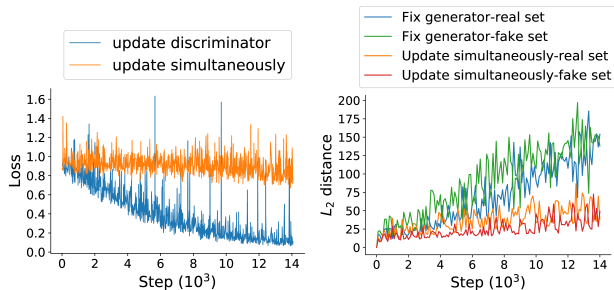 update discriminator
update simultaneously
Loss
1.6
1.4
1.2
1.0
0.8
0.6
0.4
0.2
0.0
0 2 4 6 8 10 12 14
Step (10³)
Fix generator-real set
Fix generator-fake set
Update simultaneously-real set
Update simultaneously-fake set
L₂ distance
200
175
150
125
100
75
50
25
0
0 2 4 6 8 10 12 14
Step (10³)